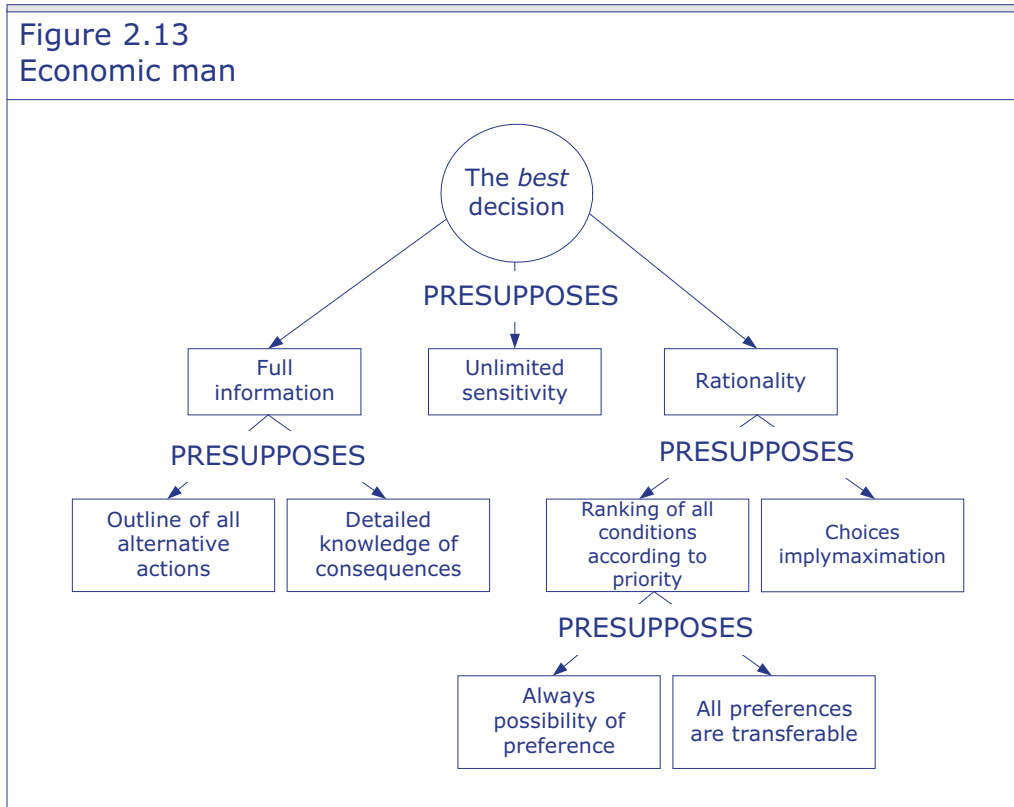 Figure 2.13
Economic man
The best
decision
PRESUPPOSES
Full
information
Unlimited
sensitivity
Rationality
PRESUPPOSES
PRESUPPOSES
Outline of all
alternative
actions
Detailed
knowledge of
consequences
Ranking of all
conditions
according to
priority
Choices
implymaximation
PRESUPPOSES
Always
possibility of
preference
All preferences
are transferable